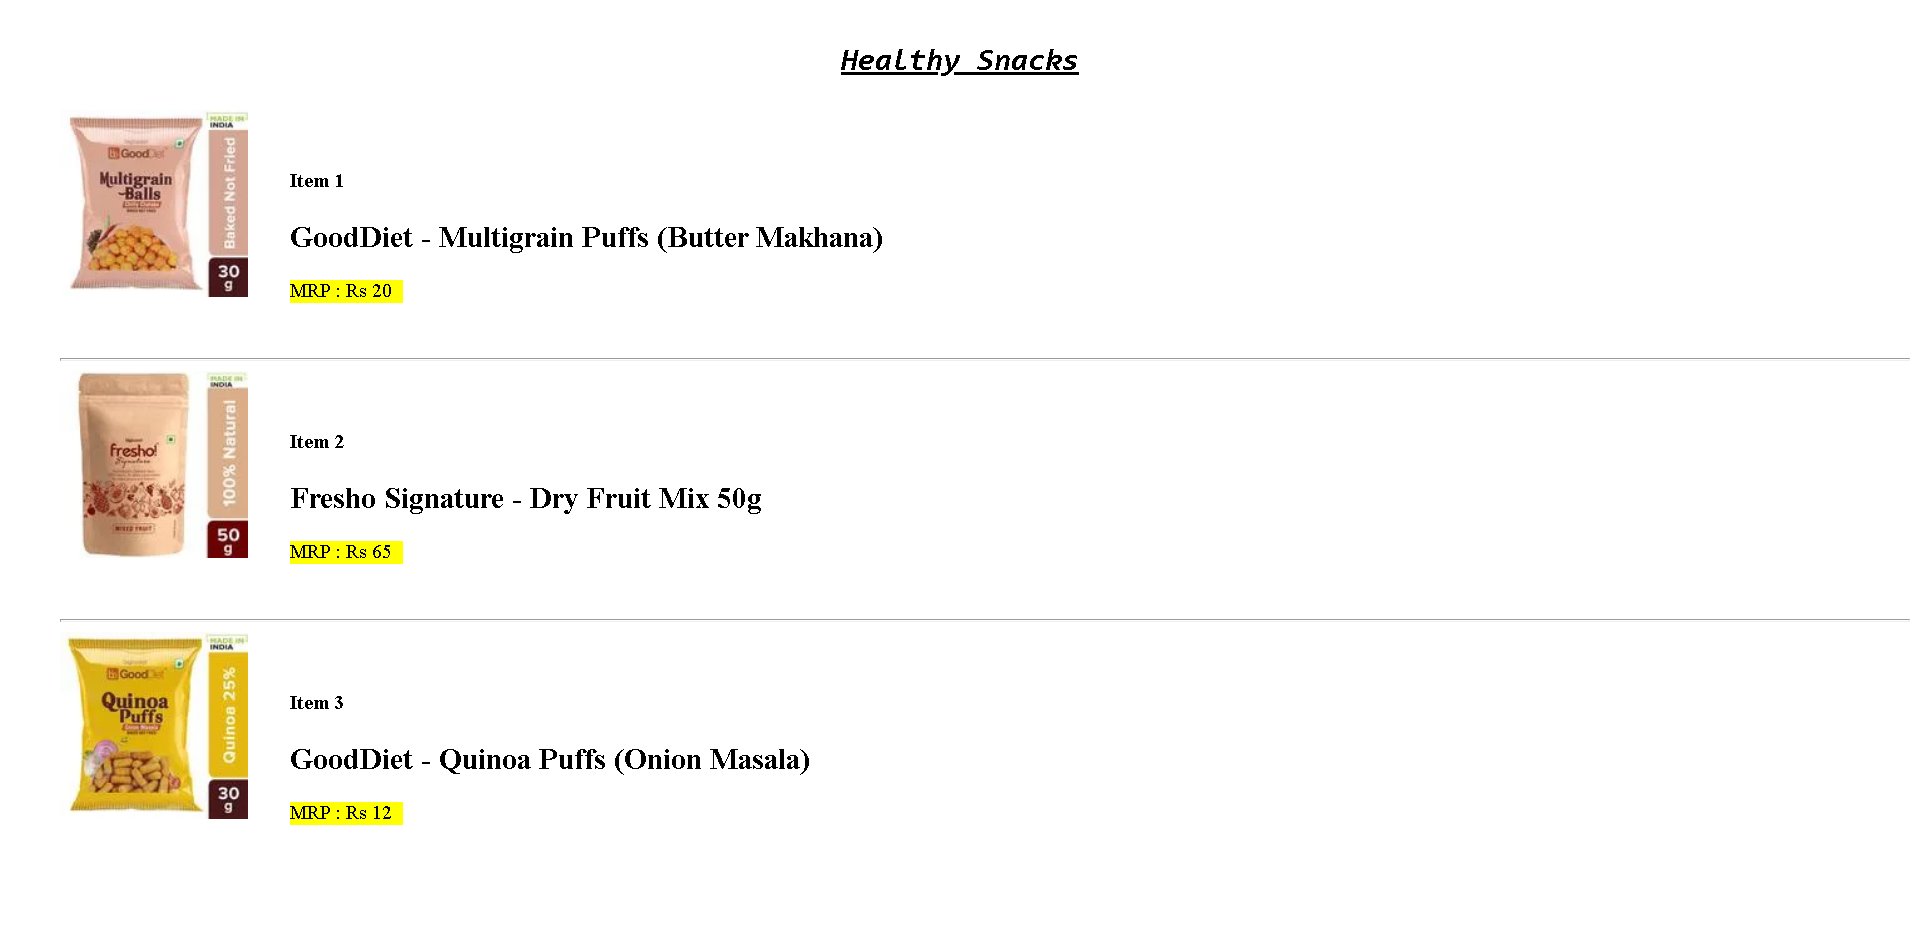 Healthy Snacks
MADE IN
INDIA
GoodDiet
Multigrain
Balls
Baked Not Fried
30
g
Item 1
GoodDiet - Multigrain Puffs (Butter Makhana)
MRP : Rs 20
MADE IN
INDIA
fresho!
Signature
MIXED FRUIT
100% Natural
50
g
Item 2
Fresho Signature - Dry Fruit Mix 50g
MRP : Rs 65
MADE IN
INDIA
GoodDiet
Quinoa
Puffs
Onion Masala
Quinoa 25%
30
g
Item 3
GoodDiet - Quinoa Puffs (Onion Masala)
MRP : Rs 12